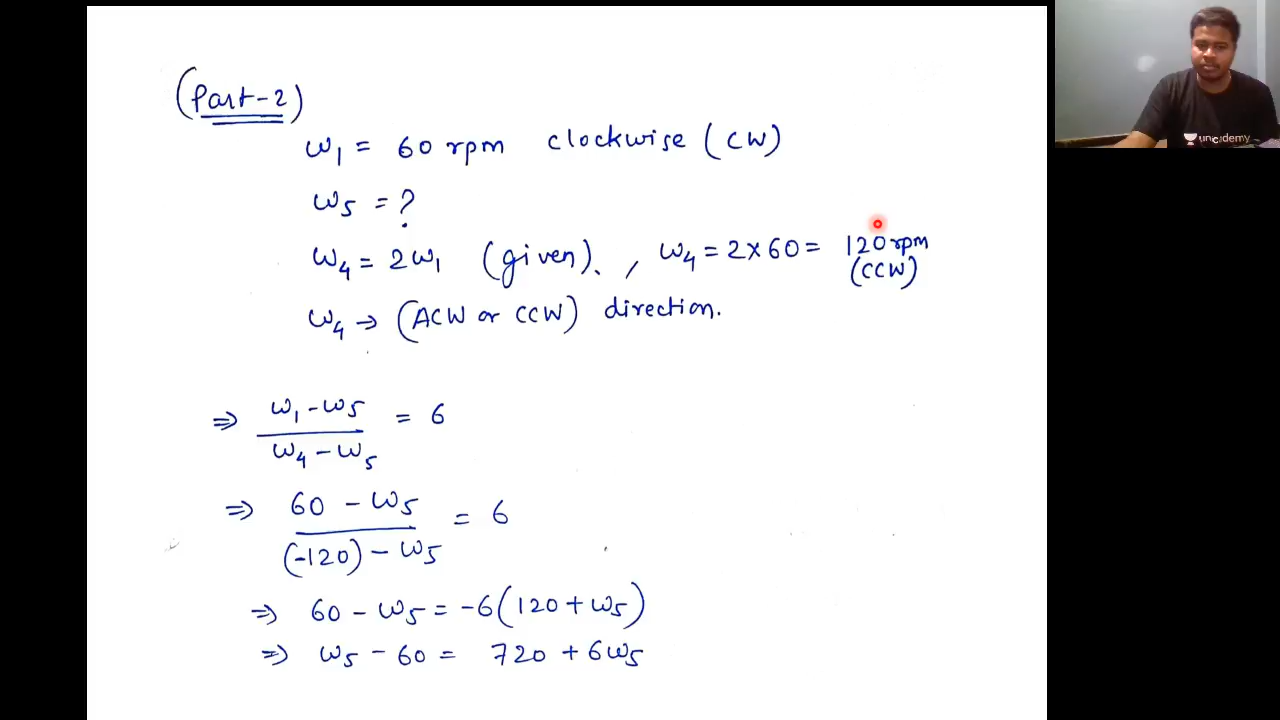 (Part-2)
ω₁ = 60 rpm clockwise (CW)
ω₅ = ?
ω₄ = 2ω₁ (given). , ω₄ = 2×60 = 120 rpm
(CCW)
ω₄ → (ACW or CCW) direction.
⇒ ω₁ - ω₅ / ω₄ - ω₅ = 6
⇒ 60 - ω₅ / (-120) - ω₅ = 6
⇒ 60 - ω₅ = -6(120 + ω₅)
⇒ ω₅ - 60 = 720 + 6ω₅
unacademy